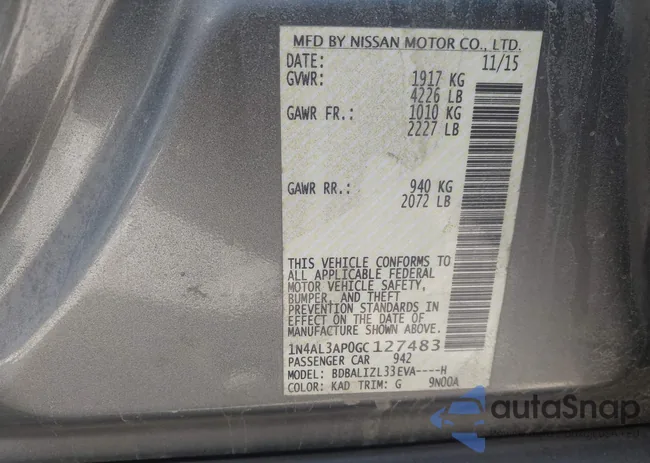 MFD BY NISSAN MOTOR CO., LTD.
DATE: 11/15
GVWR: 1917 KG
4226 LB
GAWR FR.: 1010 KG
2227 LB
GAWR RR.: 940 KG
2072 LB
THIS VEHICLE CONFORMS TO
ALL APPLICABLE FEDERAL
MOTOR VEHICLE SAFETY,
BUMPER, AND THEFT
PREVENTION STANDARDS IN
EFFECT ON THE DATE OF
MANUFACTURE SHOWN ABOVE.
1N4AL3AP0GC127483
PASSENGER CAR 942
MODEL: BDBALIZL33EVA----H
COLOR: KAD TRIM: G 9N00A
autaSnap